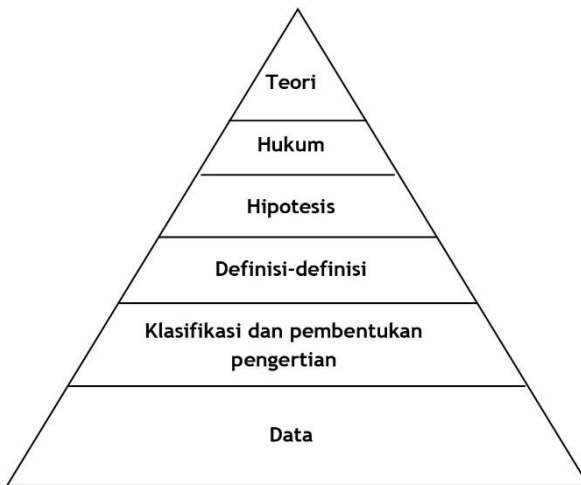 Teori
Hukum
Hipotesis
Definisi-definisi
Klasifikasi dan pembentukan
pengertian
Data